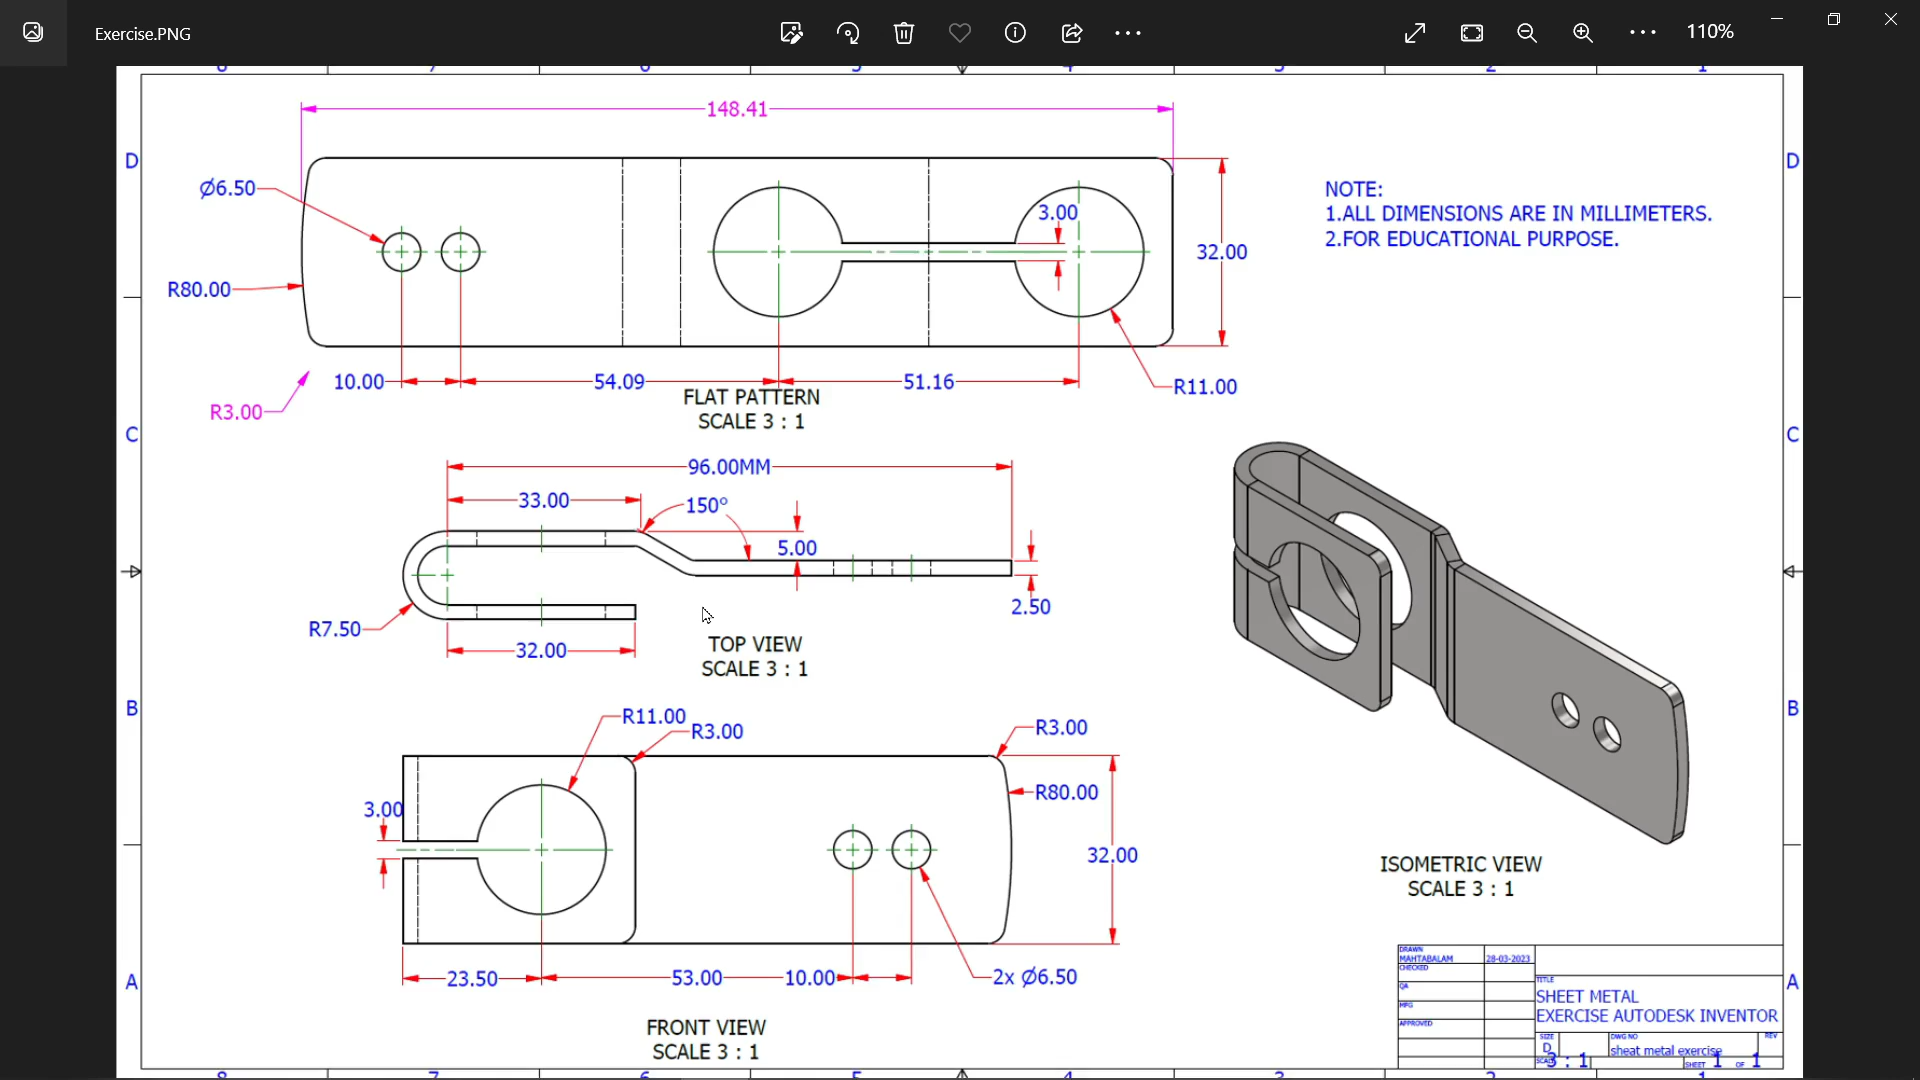 Exercise.PNG
110%
148.41
D
D
Ø6.50
NOTE:
1.ALL DIMENSIONS ARE IN MILLIMETERS.
2.FOR EDUCATIONAL PURPOSE.
3.00
32.00
R80.00
10.00
54.09
51.16
R11.00
R3.00
FLAT PATTERN
SCALE 3 : 1
C
C
96.00MM
33.00
150°
5.00
2.50
R7.50
32.00
TOP VIEW
SCALE 3 : 1
B
B
R11.00
R3.00
R3.00
R80.00
3.00
32.00
ISOMETRIC VIEW
SCALE 3 : 1
23.50
53.00
10.00
2x Ø6.50
A
A
FRONT VIEW
SCALE 3 : 1
DRAWN
MAHTABALAM
28-03-2023
CHECKED
QA
MFG
APPROVED
TITLE
SHEET METAL
EXERCISE AUTODESK INVENTOR
SIZE
D
DWG NO
sheat metal exercise
REV
SCALE
3 : 1
SHEET 1 OF 1